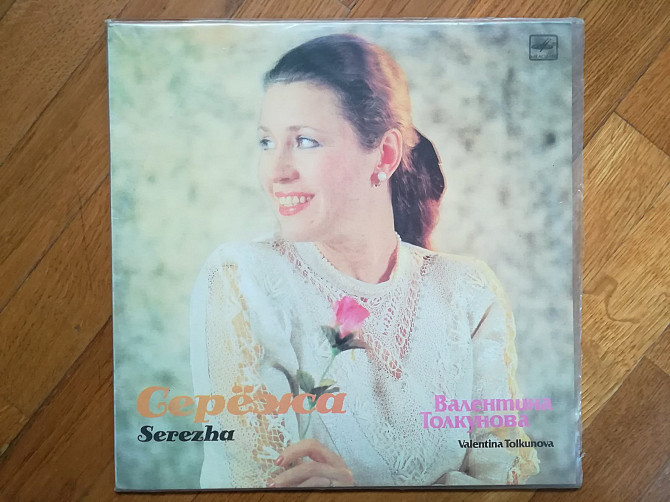 Серёжа
Serezha
Валентина
Толкунова
Valentina Tolkunova